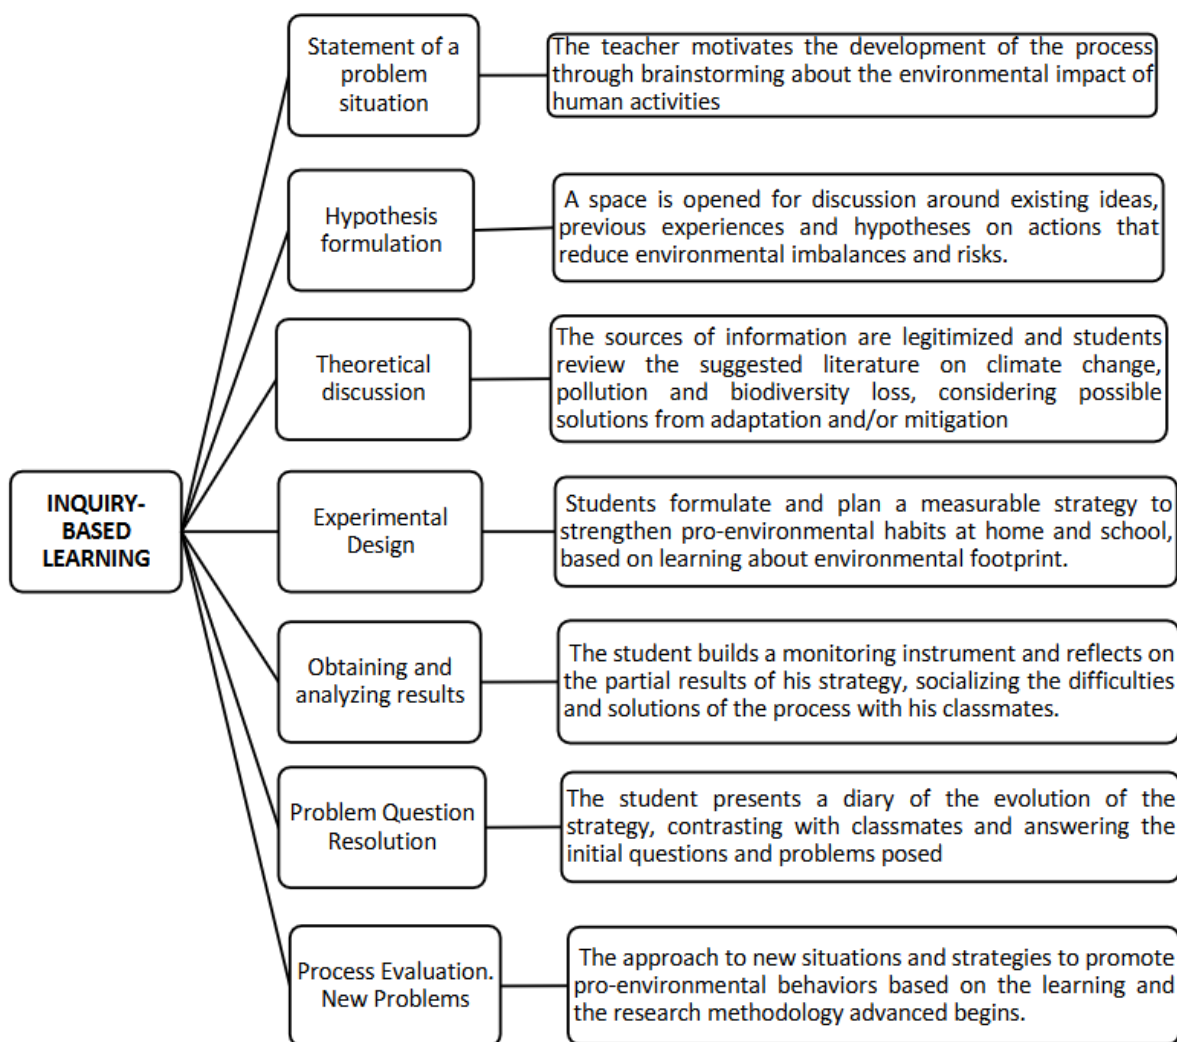 Statement of a
problem
situation
The teacher motivates the development of the process
through brainstorming about the environmental impact of
human activities
Hypothesis
formulation
A space is opened for discussion around existing ideas,
previous experiences and hypotheses on actions that
reduce environmental imbalances and risks.
Theoretical
discussion
The sources of information are legitimized and students
review the suggested literature on climate change,
pollution and biodiversity loss, considering possible
solutions from adaptation and/or mitigation
INQUIRY-
BASED
LEARNING
Experimental
Design
Students formulate and plan a measurable strategy to
strengthen pro-environmental habits at home and school,
based on learning about environmental footprint.
Obtaining and
analyzing results
The student builds a monitoring instrument and reflects on
the partial results of his strategy, socializing the difficulties
and solutions of the process with his classmates.
Problem Question
Resolution
The student presents a diary of the evolution of the
strategy, contrasting with classmates and answering the
initial questions and problems posed
Process Evaluation.
New Problems
The approach to new situations and strategies to promote
pro-environmental behaviors based on the learning and
the research methodology advanced begins.